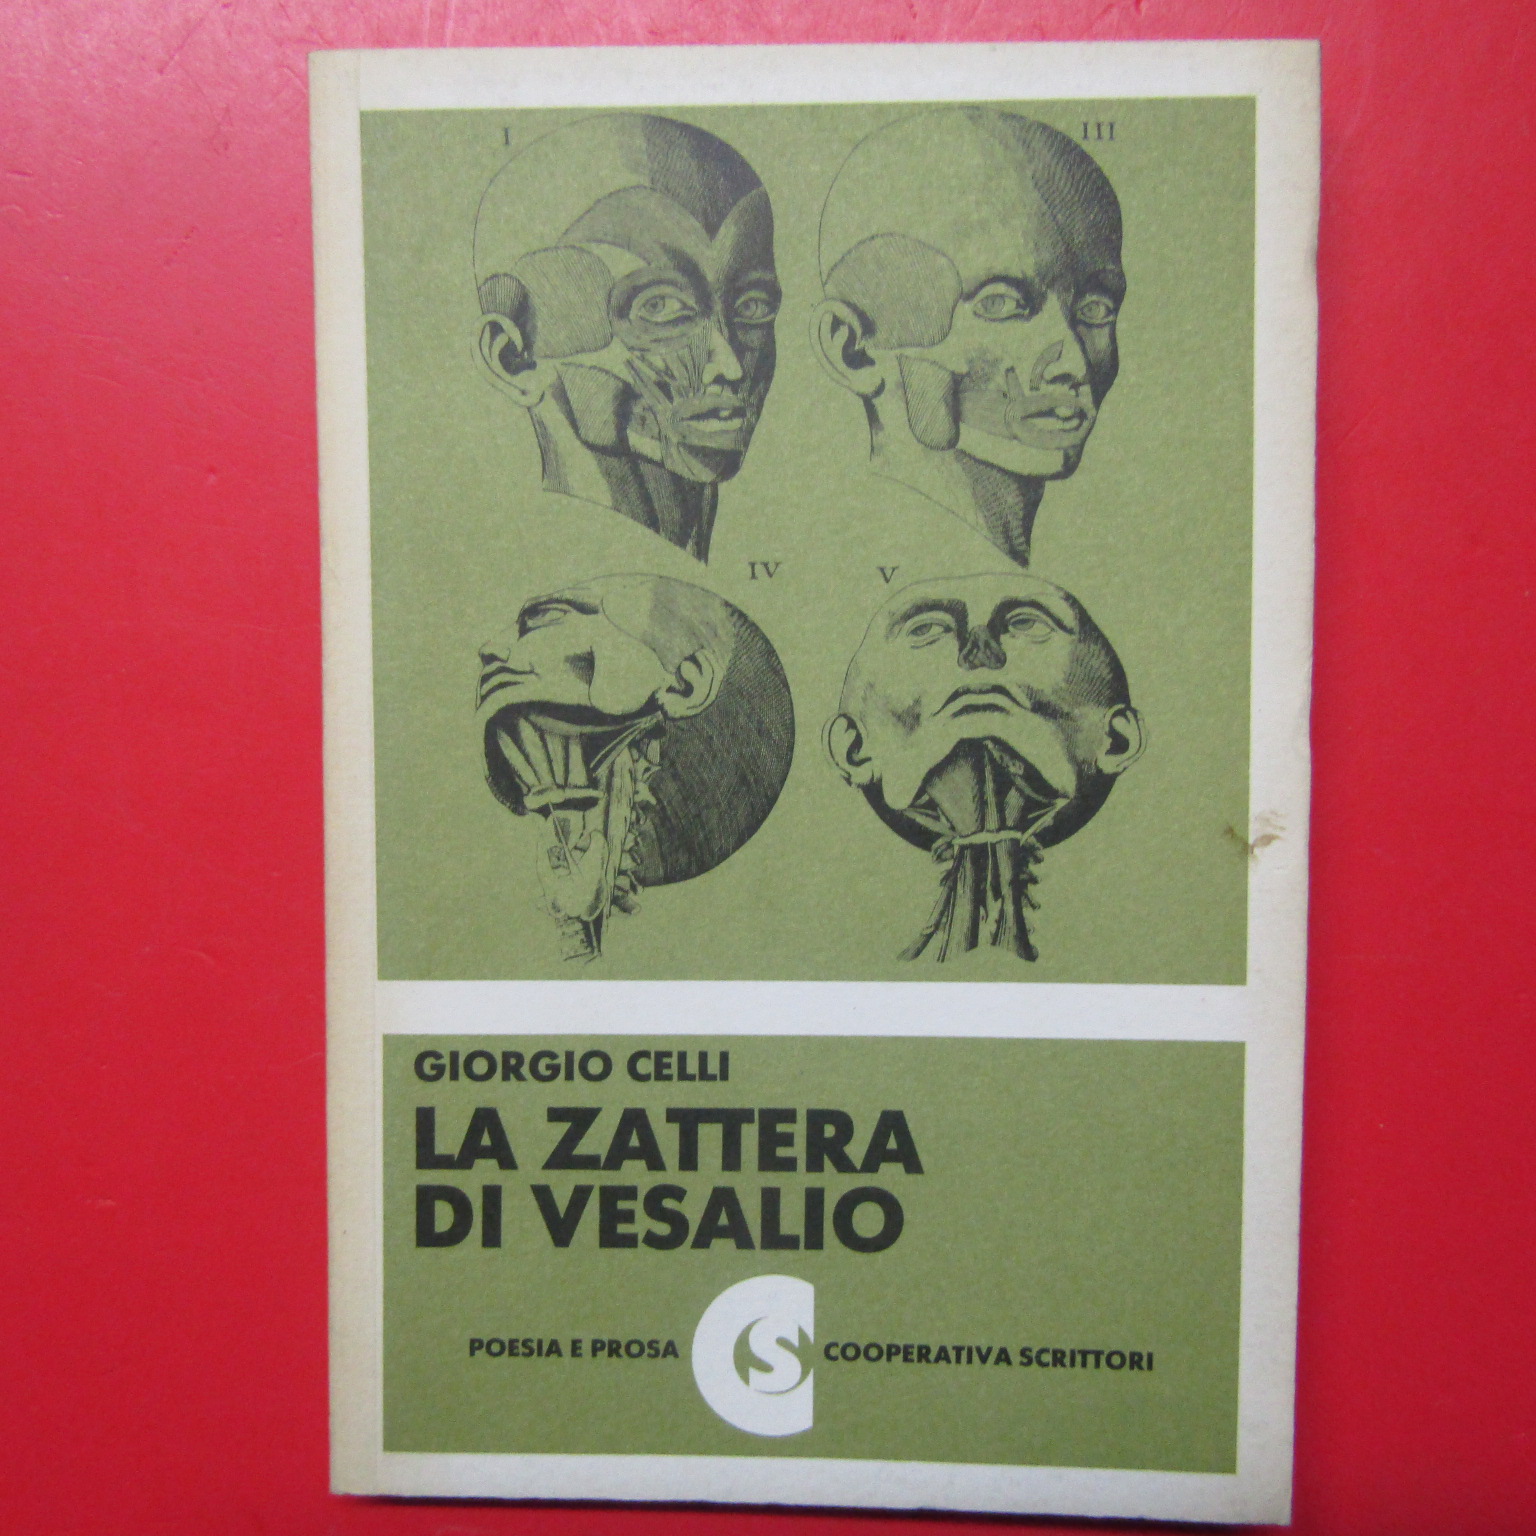 I
III
IV
V
GIORGIO CELLI
LA ZATTERA
DI VESALIO
POESIA E PROSA CS COOPERATIVA SCRITTORI